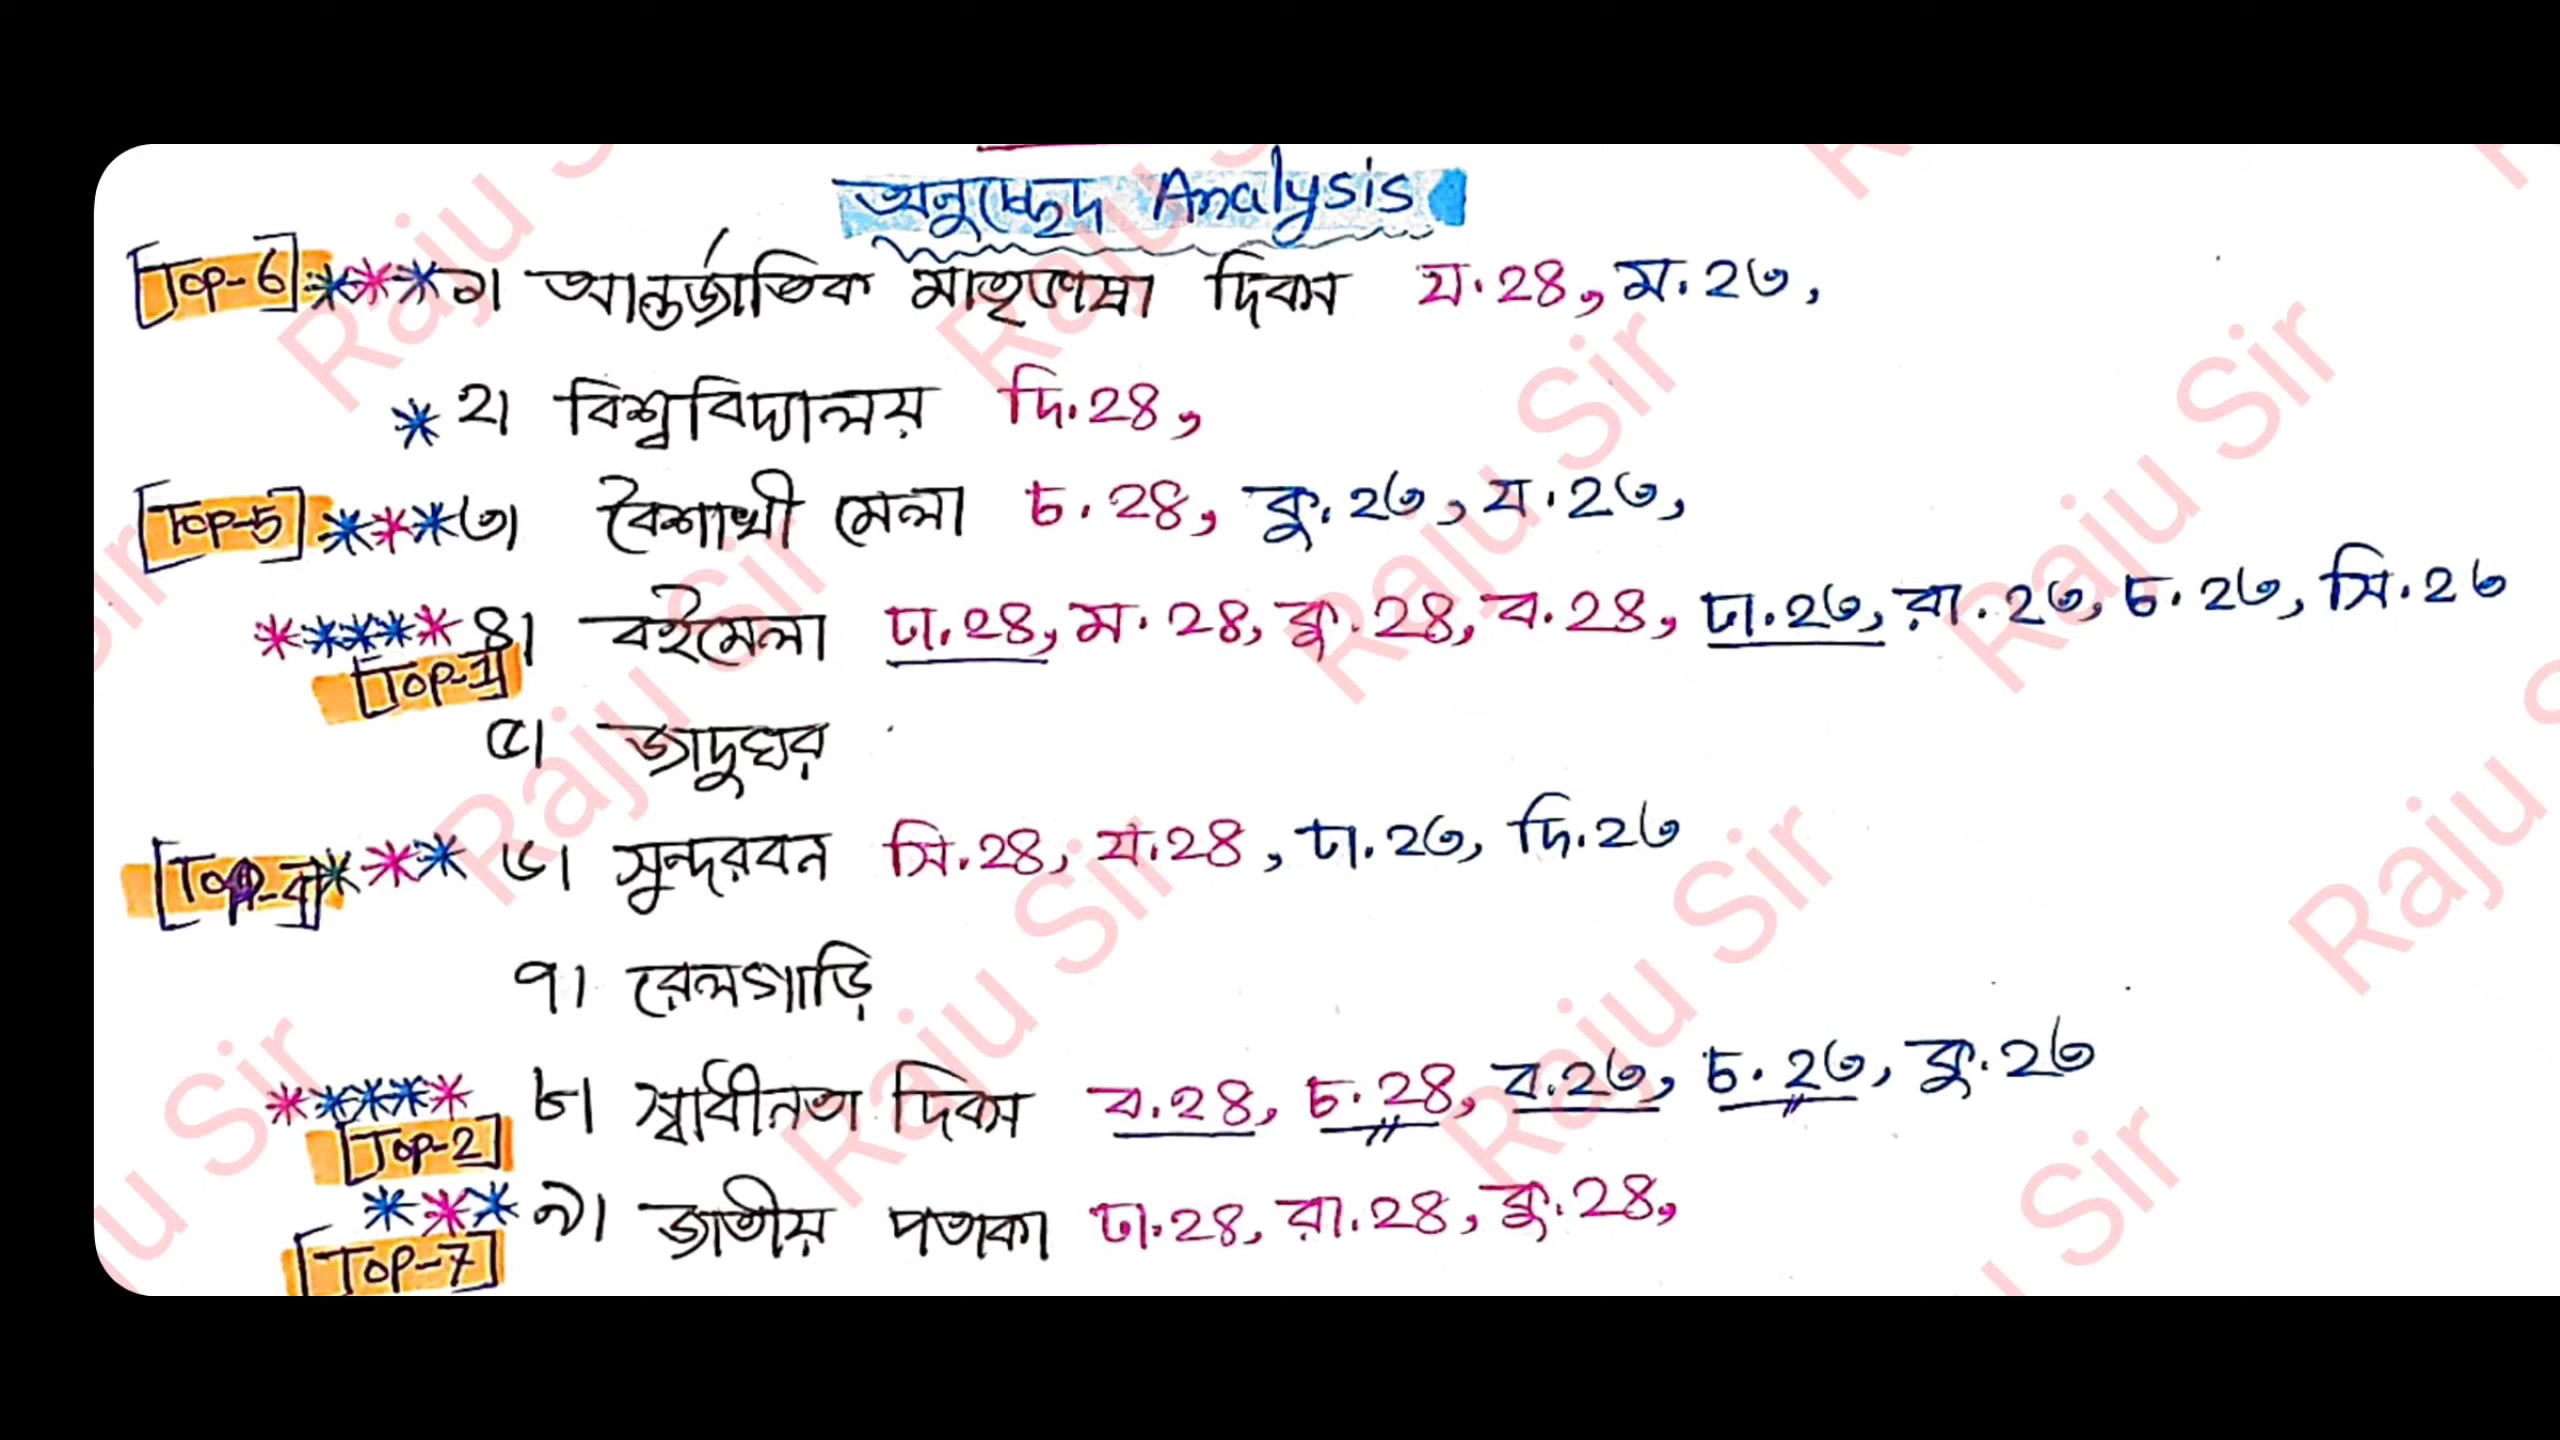 অনুচ্ছেদ Analysis
[Top-6] ১। আন্তর্জাতিক মাতৃভাষা দিবস য.২৪, ম.২৩,
২। বিশ্ববিদ্যালয় দি.২৪,
[Top-5] ৩। বৈশাখী মেলা চ.২৪, কু.২৩, য.২৩,
৪। বইমেলা ঢা.২৪, ম.২৪, কু.২৪, ব.২৪, ঢা.২৩, রা.২৩, চ.২৩, সি.২৩
[Top-1]
৫। জাদুঘর
[Top-4] ৬। সুন্দরবন সি.২৪, য.২৪, ঢা.২৩, দি.২৩
৭। রেলগাড়ি
৮। স্বাধীনতা দিবস ব.২৪, চ.২৪, ব.২৩, চ.২৩, কু.২৩
[Top-2]
৯। জাতীয় পতাকা ঢা.২৪, রা.২৪, কু.২৪,
[Top-7]
Raju Sir